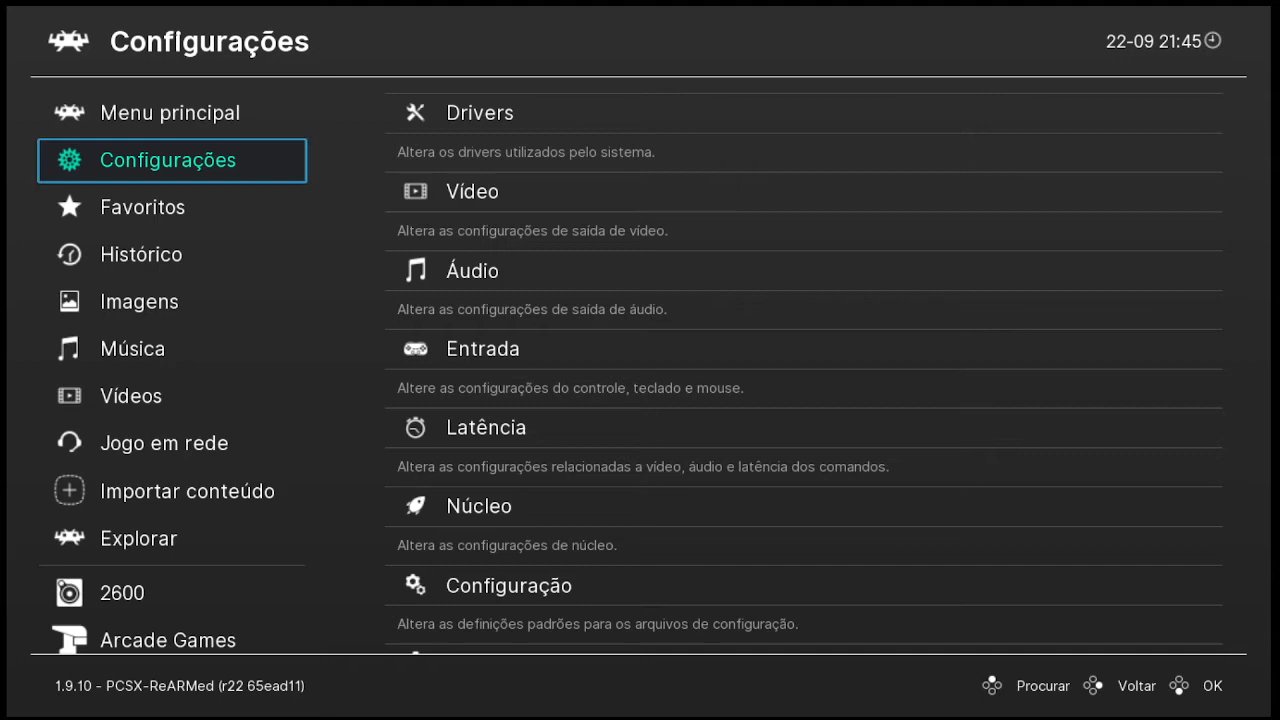 Configurações
22-09 21:45
Menu principal
Configurações
Favoritos
Histórico
Imagens
Música
Vídeos
Jogo em rede
Importar conteúdo
Explorar
2600
Arcade Games
Drivers
Altera os drivers utilizados pelo sistema.
Vídeo
Altera as configurações de saída de vídeo.
Áudio
Altera as configurações de saída de áudio.
Entrada
Altere as configurações do controle, teclado e mouse.
Latência
Altera as configurações relacionadas a vídeo, áudio e latência dos comandos.
Núcleo
Altera as configurações de núcleo.
Configuração
Altera as definições padrões para os arquivos de configuração.
1.9.10 - PCSX-ReARMed (r22 65ead11)
Procurar
Voltar
OK